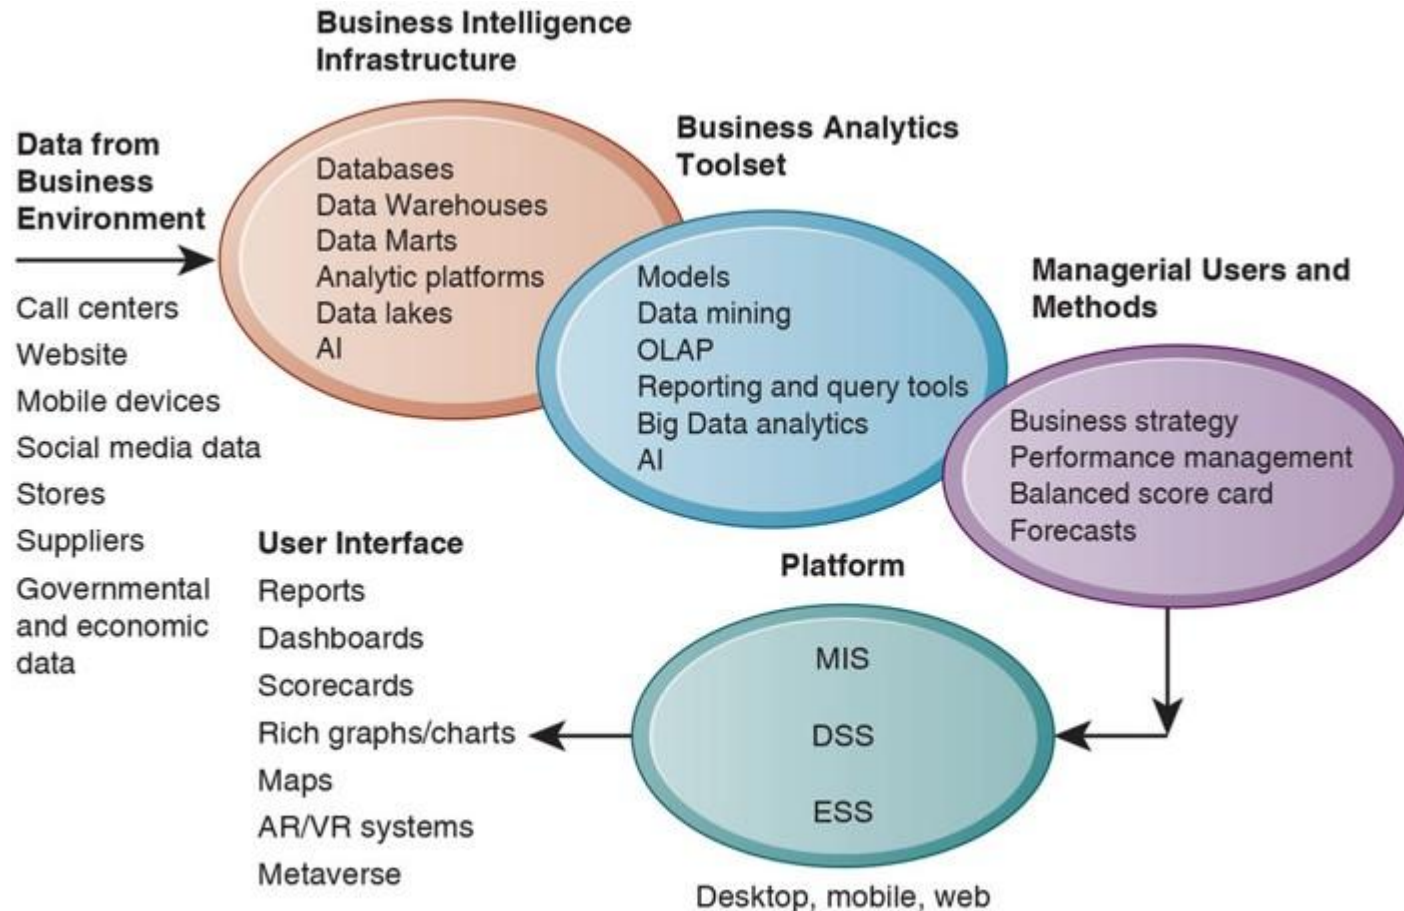 Business Intelligence
Infrastructure
Data from
Business
Environment
Call centers
Website
Mobile devices
Social media data
Stores
Suppliers
Governmental
and economic
data
Databases
Data Warehouses
Data Marts
Analytic platforms
Data lakes
AI
Business Analytics
Toolset
Models
Data mining
OLAP
Reporting and query tools
Big Data analytics
AI
Managerial Users and
Methods
Business strategy
Performance management
Balanced score card
Forecasts
Platform
MIS
DSS
ESS
Desktop, mobile, web
User Interface
Reports
Dashboards
Scorecards
Rich graphs/charts
Maps
AR/VR systems
Metaverse